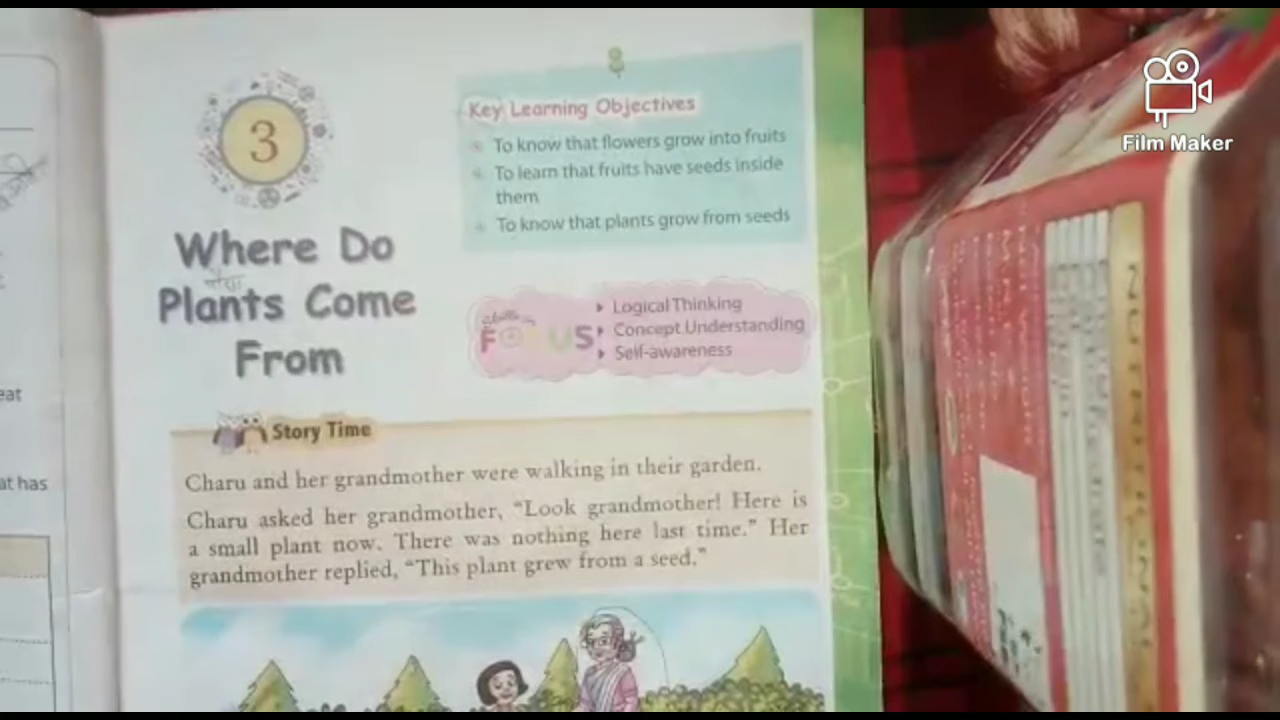 3
Where Do
Plants Come
From
Key Learning Objectives
To know that flowers grow into fruits
To learn that fruits have seeds inside
them
To know that plants grow from seeds
FOCUS
Logical Thinking
Concept Understanding
Self-awareness
Story Time
Charu and her grandmother were walking in their garden.
Charu asked her grandmother, “Look grandmother! Here is
a small plant now. There was nothing here last time.” Her
grandmother replied, “This plant grew from a seed.”
eat
at has
Film Maker